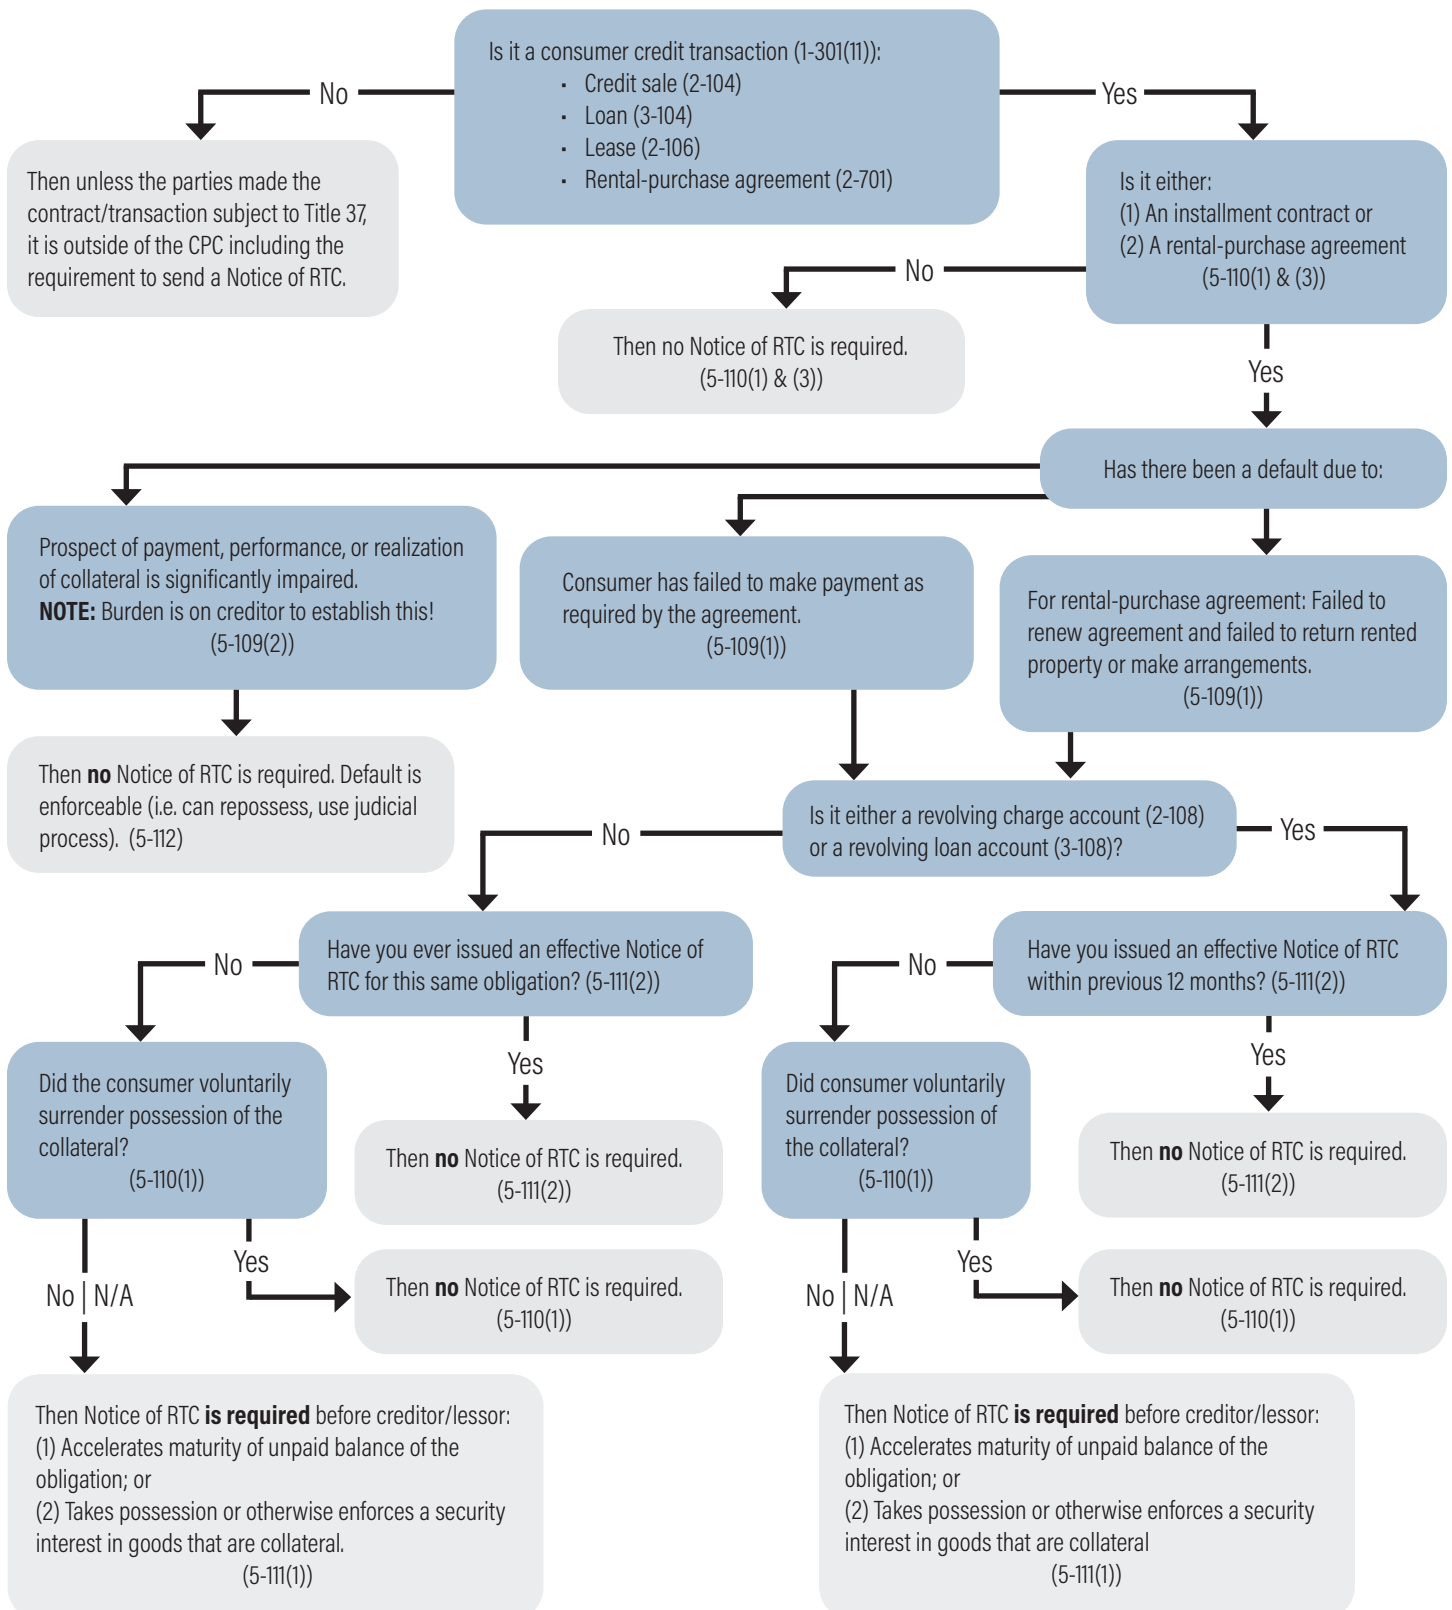 Is it a consumer credit transaction (1-301(11)):
• Credit sale (2-104)
• Loan (3-104)
• Lease (2-106)
• Rental-purchase agreement (2-701)
No
Yes
Then unless the parties made the
contract/transaction subject to Title 37,
it is outside of the CPC including the
requirement to send a Notice of RTC.
Is it either:
(1) An installment contract or
(2) A rental-purchase agreement
(5-110(1) & (3))
No
Then no Notice of RTC is required.
(5-110(1) & (3))
Yes
Has there been a default due to:
Prospect of payment, performance, or realization
of collateral is significantly impaired.
NOTE: Burden is on creditor to establish this!
(5-109(2))
Consumer has failed to make payment as
required by the agreement.
(5-109(1))
For rental-purchase agreement: Failed to
renew agreement and failed to return rented
property or make arrangements.
(5-109(1))
Then no Notice of RTC is required. Default is
enforceable (i.e. can repossess, use judicial
process). (5-112)
Is it either a revolving charge account (2-108)
or a revolving loan account (3-108)?
No
Yes
Have you ever issued an effective Notice of
RTC for this same obligation? (5-111(2))
Have you issued an effective Notice of RTC
within previous 12 months? (5-111(2))
No
Yes
No
Yes
Did the consumer voluntarily
surrender possession of the
collateral?
(5-110(1))
Then no Notice of RTC is required.
(5-111(2))
Did consumer voluntarily
surrender possession of
the collateral?
(5-110(1))
Then no Notice of RTC is required.
(5-111(2))
No | N/A
Yes
Then no Notice of RTC is required.
(5-110(1))
No | N/A
Yes
Then no Notice of RTC is required.
(5-110(1))
Then Notice of RTC is required before creditor/lessor:
(1) Accelerates maturity of unpaid balance of the
obligation; or
(2) Takes possession or otherwise enforces a security
interest in goods that are collateral.
(5-111(1))
Then Notice of RTC is required before creditor/lessor:
(1) Accelerates maturity of unpaid balance of the
obligation; or
(2) Takes possession or otherwise enforces a security
interest in goods that are collateral
(5-111(1))